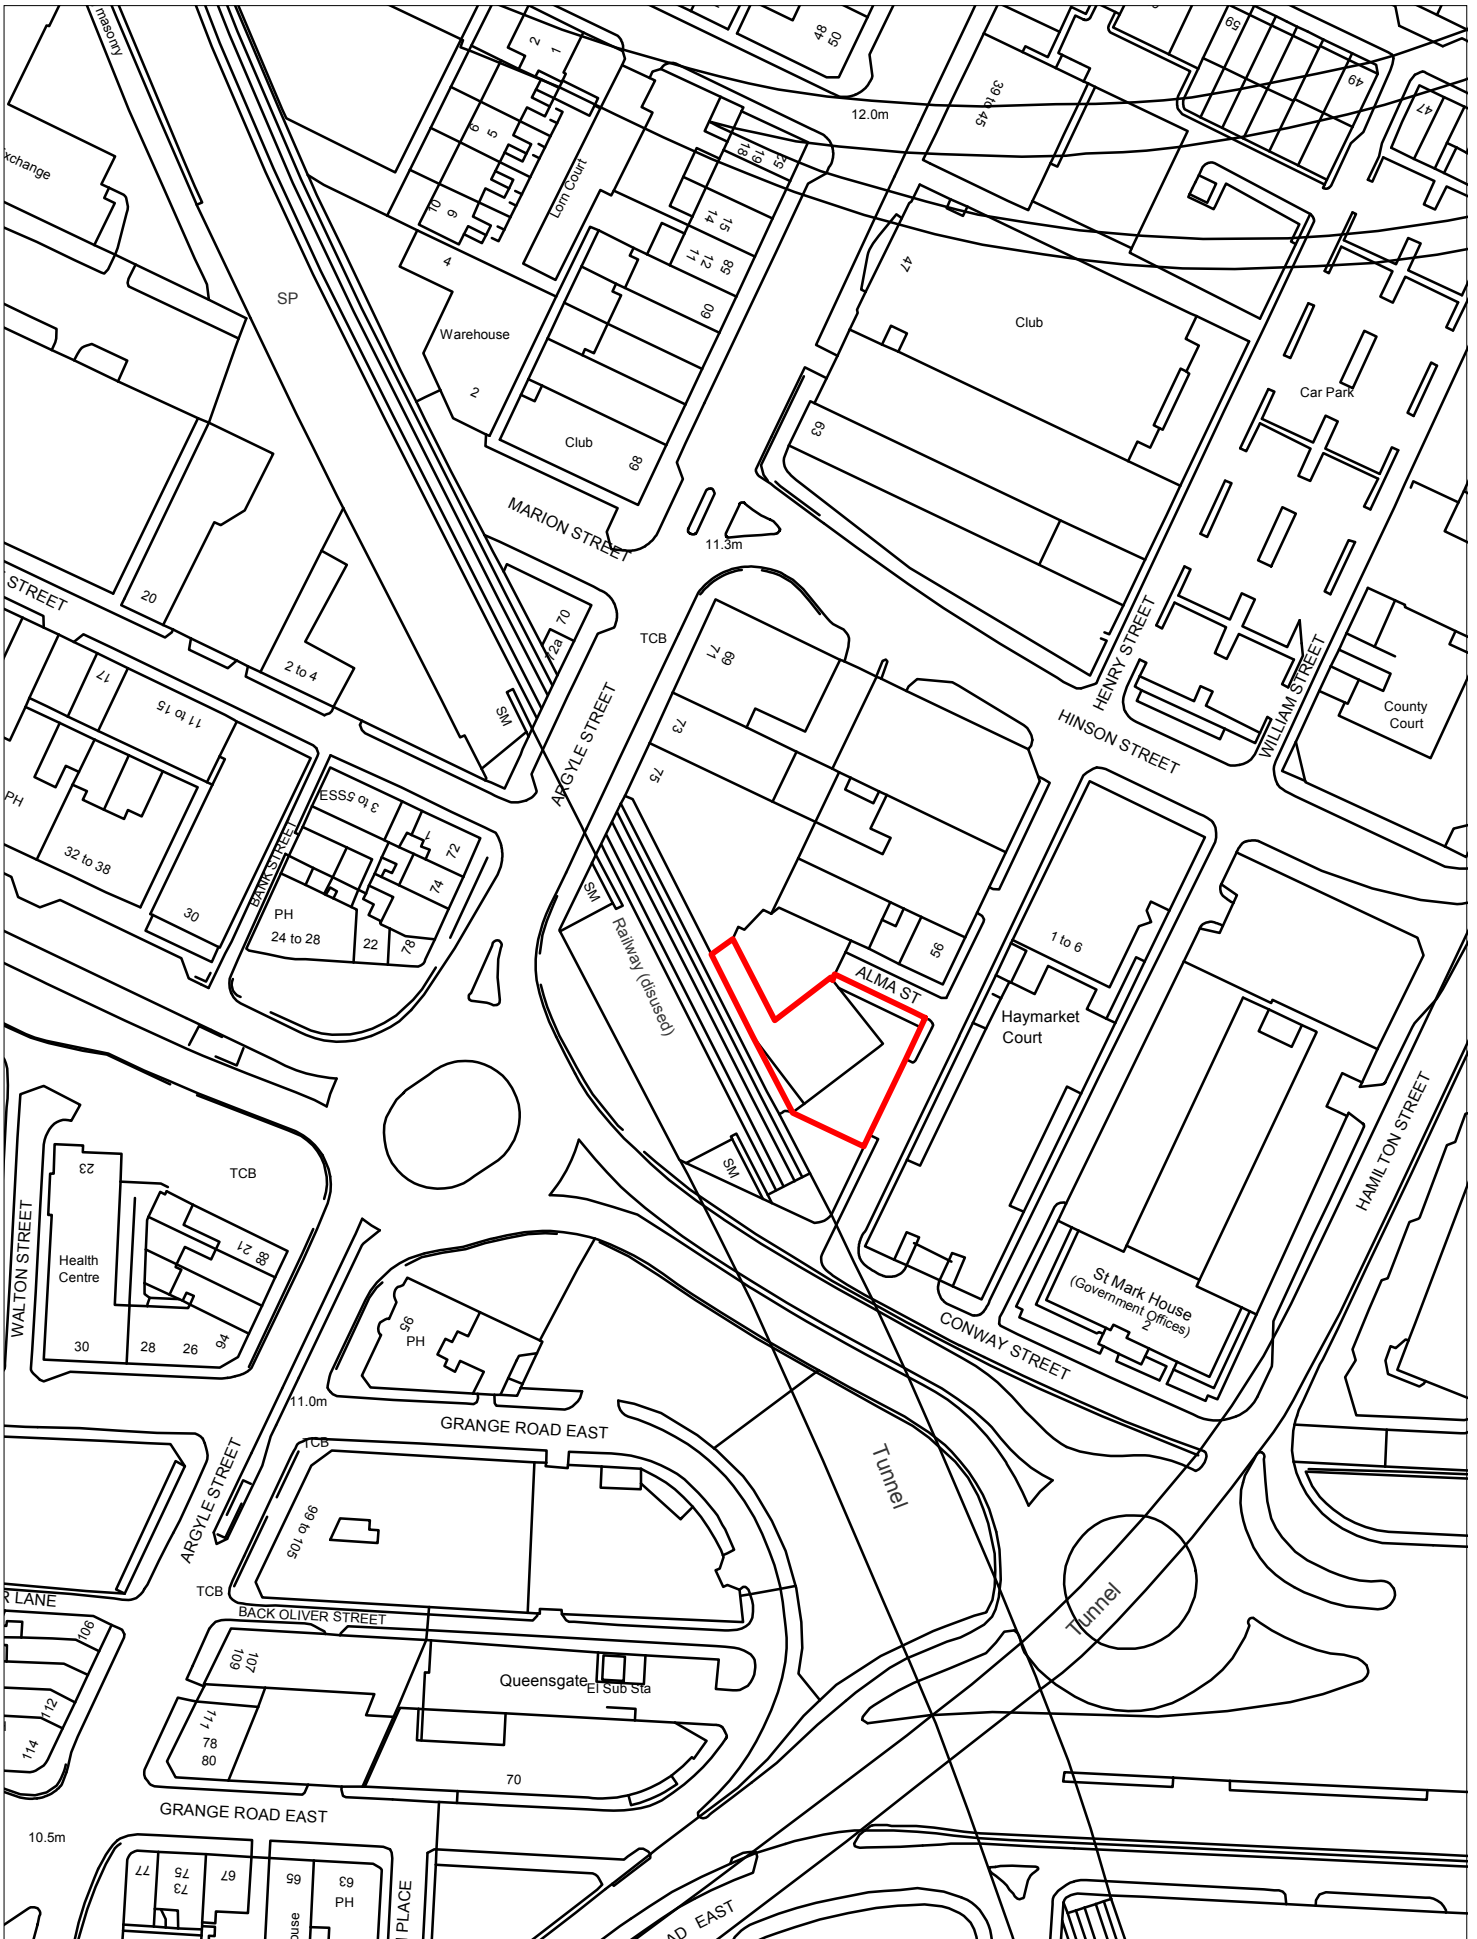 masonry
2
1
48
50
59
49
47
39 to 45
12.0m
xchange
6
5
Lorn Court
18
19
52
10
9
14
15
11
12
58
4
47
SP
60
Warehouse
Club
2
Car Park
Club
68
63
MARION STREET
11.3m
STREET
20
70
72a
TCB
71
69
HENRY STREET
WILLIAM STREET
2 to 4
17
11 to 15
SM
ARGYLE STREET
73
HINSON STREET
County
Court
75
PH
ESS
3 to 5
1
72
32 to 38
BANK STREET
74
SM
30
PH
24 to 28
22
78
Railway (disused)
56
1 to 6
ALMA ST
Haymarket
Court
23
TCB
SM
HAMILTON STREET
WALTON STREET
Health
Centre
21
88
St Mark House
(Government Offices)
2
30
28
26
94
95
PH
CONWAY STREET
11.0m
GRANGE ROAD EAST
TCB
ARGYLE STREET
Tunnel
99 to 105
TCB
R LANE
BACK OLIVER STREET
Tunnel
106
109
107
Queensgate
El Sub Sta
112
111
114
78
80
70
GRANGE ROAD EAST
10.5m
77
75
73
67
65
63
PH
ouse
PLACE
AD EAST